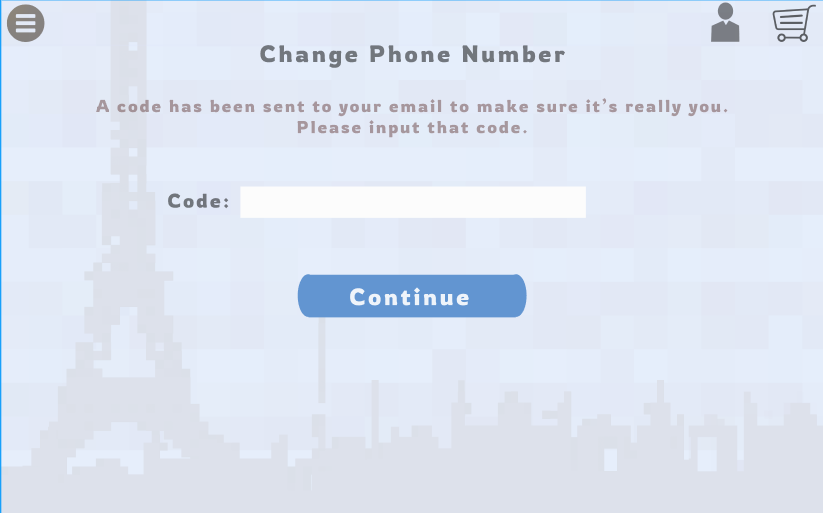 Change Phone Number
A code has been sent to your email to make sure it's really you.
Please input that code.
Code:
Continue